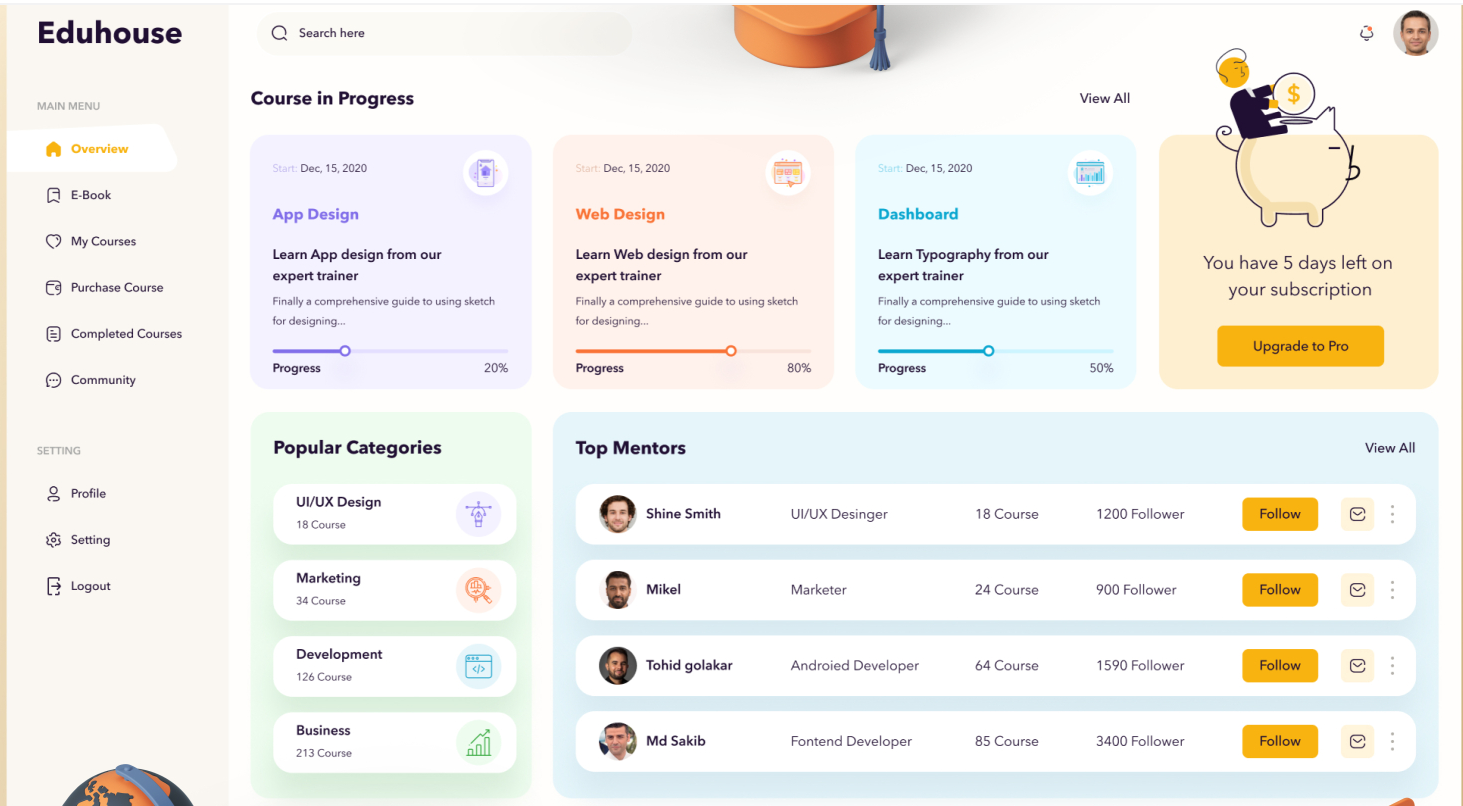 Eduhouse
Search here
MAIN MENU
Overview
E-Book
My Courses
Purchase Course
Completed Courses
Community
SETTING
Profile
Setting
Logout
Course in Progress
View All
Start: Dec, 15, 2020
App Design
Learn App design from our
expert trainer
Finally a comprehensive guide to using sketch
for designing...
Progress 20%
Start: Dec, 15, 2020
Web Design
Learn Web design from our
expert trainer
Finally a comprehensive guide to using sketch
for designing...
Progress 80%
Start: Dec, 15, 2020
Dashboard
Learn Typography from our
expert trainer
Finally a comprehensive guide to using sketch
for designing...
Progress 50%
$
You have 5 days left on
your subscription
Upgrade to Pro
Popular Categories
UI/UX Design
18 Course
Marketing
34 Course
Development
126 Course
</>
Business
213 Course
Top Mentors
View All
Shine Smith UI/UX Desinger 18 Course 1200 Follower Follow
Mikel Marketer 24 Course 900 Follower Follow
Tohid golakar Androied Developer 64 Course 1590 Follower Follow
Md Sakib Fontend Developer 85 Course 3400 Follower Follow